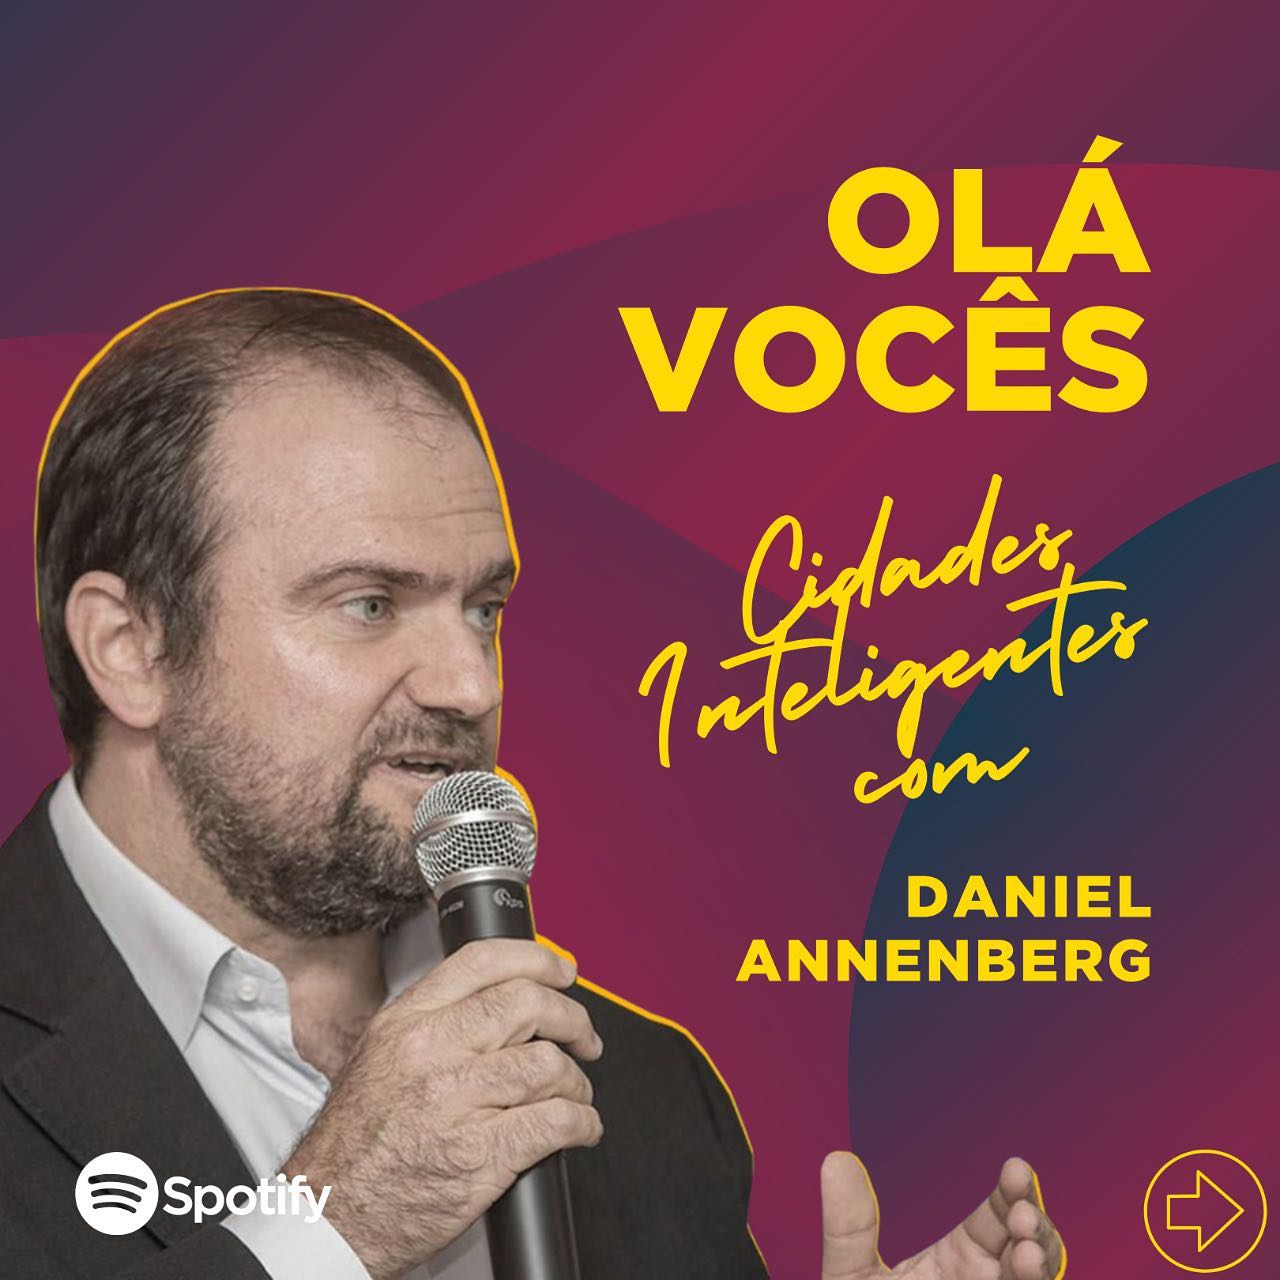 OLÁ
VOCÊS
Cidades
Inteligentes
com
DANIEL
ANNENBERG
Spotify